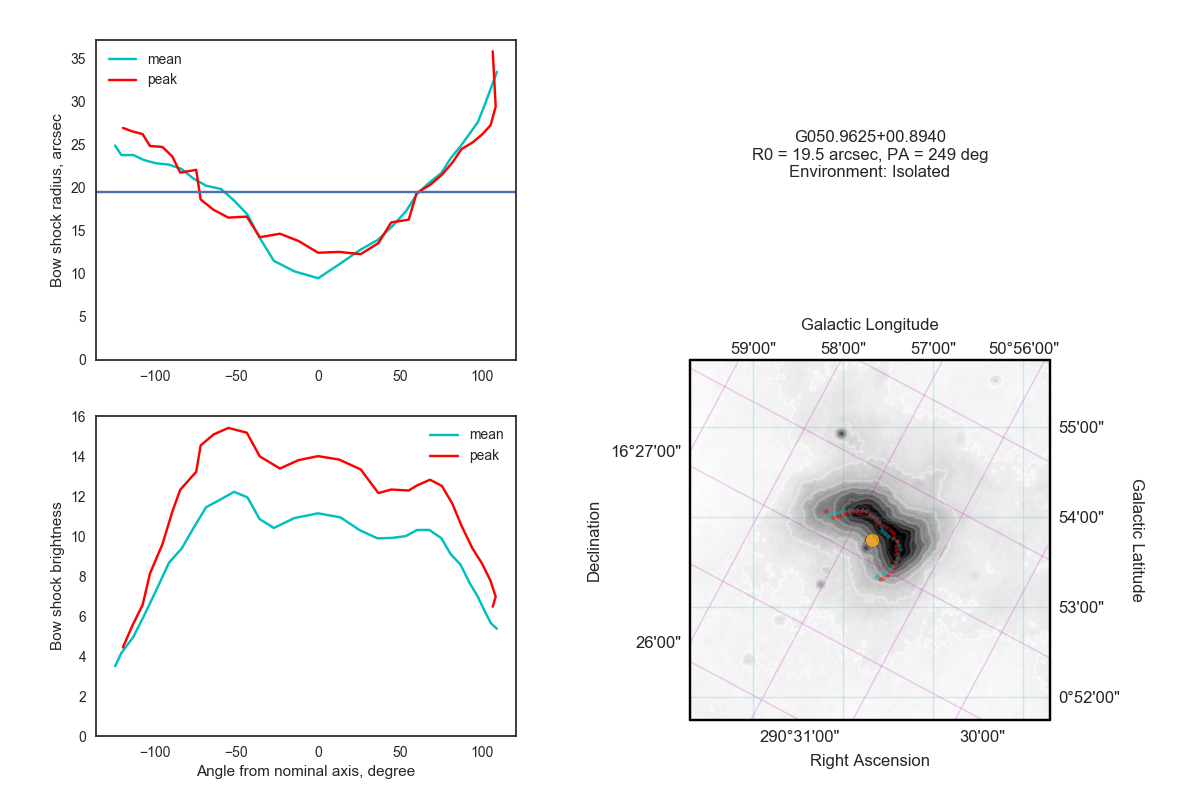 35
30
25
20
15
10
5
0
Bow shock radius, arcsec
mean
peak
−100
−50
0
50
100
16
14
12
10
8
6
4
2
0
Bow shock brightness
mean
peak
−100
−50
0
50
100
Angle from nominal axis, degree
G050.9625+00.8940
R0 = 19.5 arcsec, PA = 249 deg
Environment: Isolated
Galactic Longitude
59'00"
58'00"
57'00"
50°56'00"
16°27'00"
26'00"
Declination
55'00"
54'00"
53'00"
0°52'00"
Galactic Latitude
290°31'00"
30'00"
Right Ascension